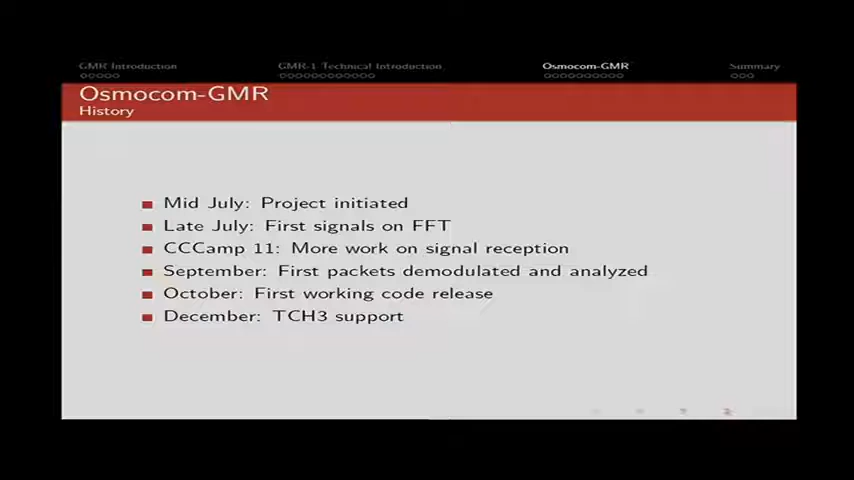 GMR Introduction
GMR-1 Technical Introduction
Osmocom-GMR
Summary
Osmocom-GMR
History
Mid July: Project initiated
Late July: First signals on FFT
CCCamp 11: More work on signal reception
September: First packets demodulated and analyzed
October: First working code release
December: TCH3 support